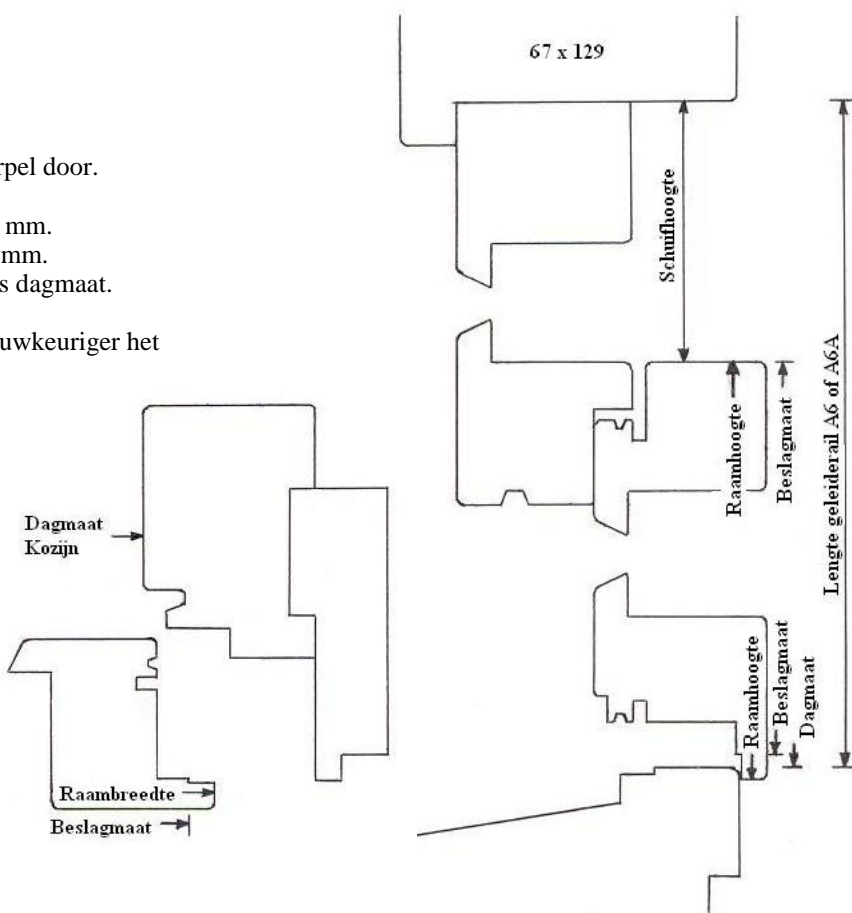 67 x 129
rpel door.
mm.
mm.
s dagmaat.
uwkeuriger het
Schuifhoogte
Raamhoogte
Beslagmaat
Lengte geleiderail A6 of A6A
Dagmaat
Kozijn
Raamhoogte
Beslagmaat
Dagmaat
Raambreedte
Beslagmaat